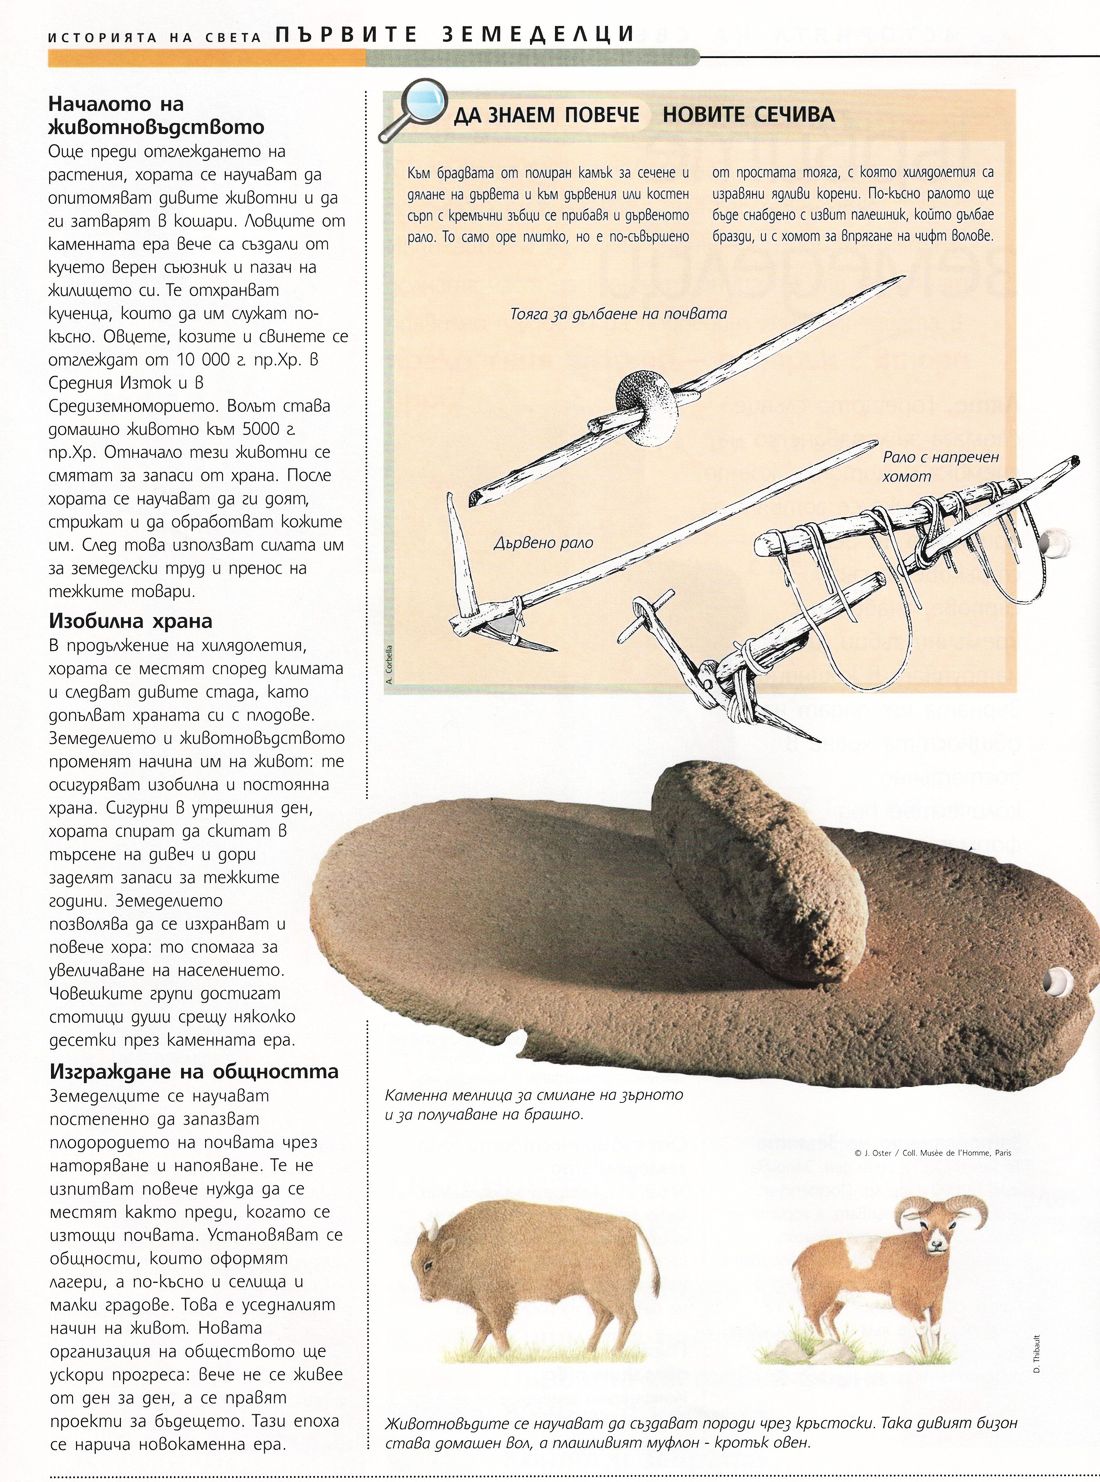 ИСТОРИЯТА НА СВЕТА ПЪРВИТЕ ЗЕМЕДЕЛЦИ
Началото на
животновъдството
Още преди отглеждането на
растения, хората се научават да
опитомяват дивите животни и да
ги затварят в кошари. Ловците от
каменната ера вече са създали от
кучето верен съюзник и пазач на
жилището си. Те отхранват
кученца, които да им служат по-
късно. Овцете, козите и свинете се
отглеждат от 10 000 г. пр.Хр. в
Средния Изток и в
Средиземноморието. Волът става
домашно животно към 5000 г.
пр.Хр. Отначало тези животни се
смятат за запаси от храна. После
хората се научават да ги доят,
стрижат и да обработват кожите
им. След това използват силата им
за земеделски труд и пренос на
тежките товари.
Изобилна храна
В продължение на хилядолетия,
хората се местят според климата
и следват дивите стада, като
допълват храната си с плодове.
Земеделието и животновъдството
променят начина им на живот: те
осигуряват изобилна и постоянна
храна. Сигурни в утрешния ден,
хората спират да скитат в
търсене на дивеч и дори
заделят запаси за тежките
години. Земеделието
позволява да се изхранват и
повече хора: то спомага за
увеличаване на населението.
Човешките групи достигат
стотици души срещу няколко
десетки през каменната ера.
Изграждане на общността
Земеделците се научават
постепенно да запазват
плодородието на почвата чрез
наторяване и напояване. Те не
изпитват повече нужда да се
местят както преди, когато се
изтощи почвата. Установяват се
общности, които оформят
лагери, а по-късно и селища и
малки градове. Това е уседналият
начин на живот. Новата
организация на обществото ще
ускори прогреса: вече не се живее
от ден за ден, а се правят
проекти за бъдещето. Тази епоха
се нарича новокаменна ера.
ДА ЗНАЕМ ПОВЕЧЕ НОВИТЕ СЕЧИВА
Към брадвата от полиран камък за сечене и
дялане на дървета и към дървения или костен
сърп с кремъчни зъбци се прибавя и дървеното
рало. То само оре плитко, но е по-съвършено
от простата тояга, с която хилядолетия са
изравяни ядливи корени. По-късно ралото ще
бъде снабдено с извит палешник, който дълбае
бразди, и с хомот за впрягане на чифт волове.
Тояга за дълбаене на почвата
Рало с напречен
хомот
Дървено рало
A. Corbella
Каменна мелница за смилане на зърното
и за получаване на брашно.
© J. Oster / Coll. Musée de l'Homme, Paris
D. Thibault
Животновъдите се научават да създават породи чрез кръстоски. Така дивият бизон
става домашен вол, а плашливият муфлон - кротък овен.